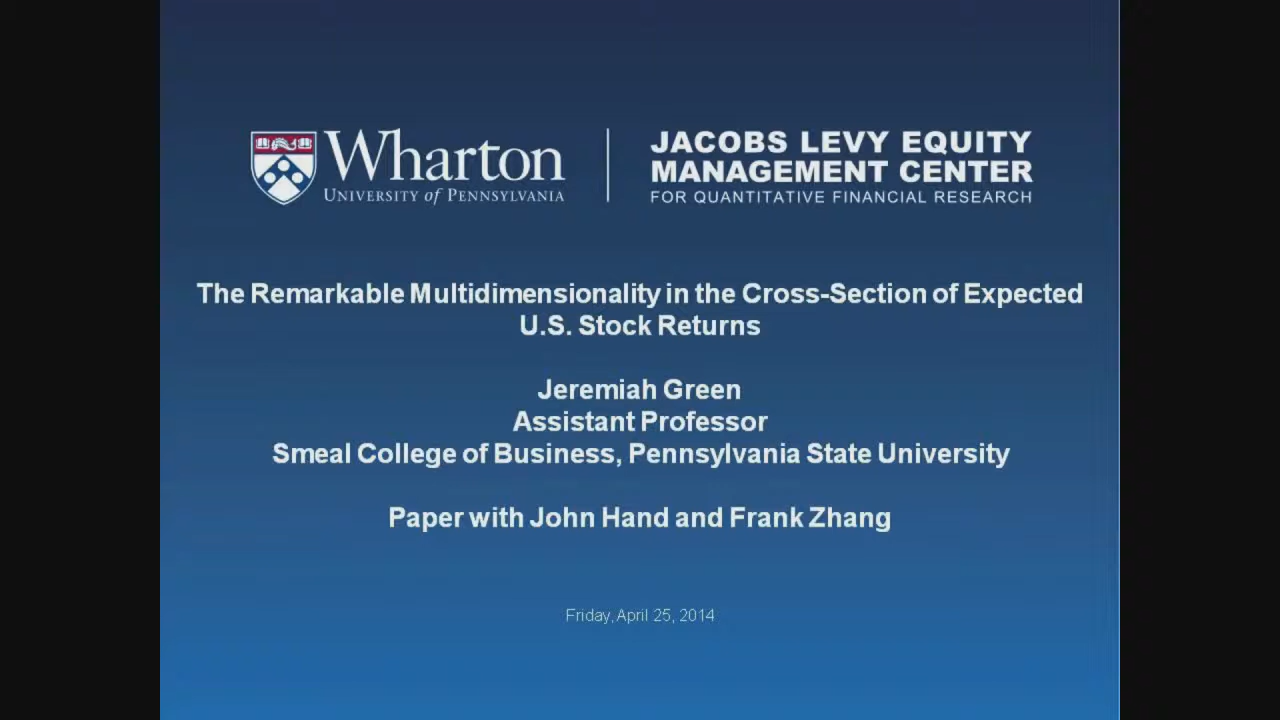 Wharton
UNIVERSITY of PENNSYLVANIA
JACOBS LEVY EQUITY
MANAGEMENT CENTER
FOR QUANTITATIVE FINANCIAL RESEARCH
The Remarkable Multidimensionality in the Cross-Section of Expected
U.S. Stock Returns
Jeremiah Green
Assistant Professor
Smeal College of Business, Pennsylvania State University
Paper with John Hand and Frank Zhang
Friday, April 25, 2014